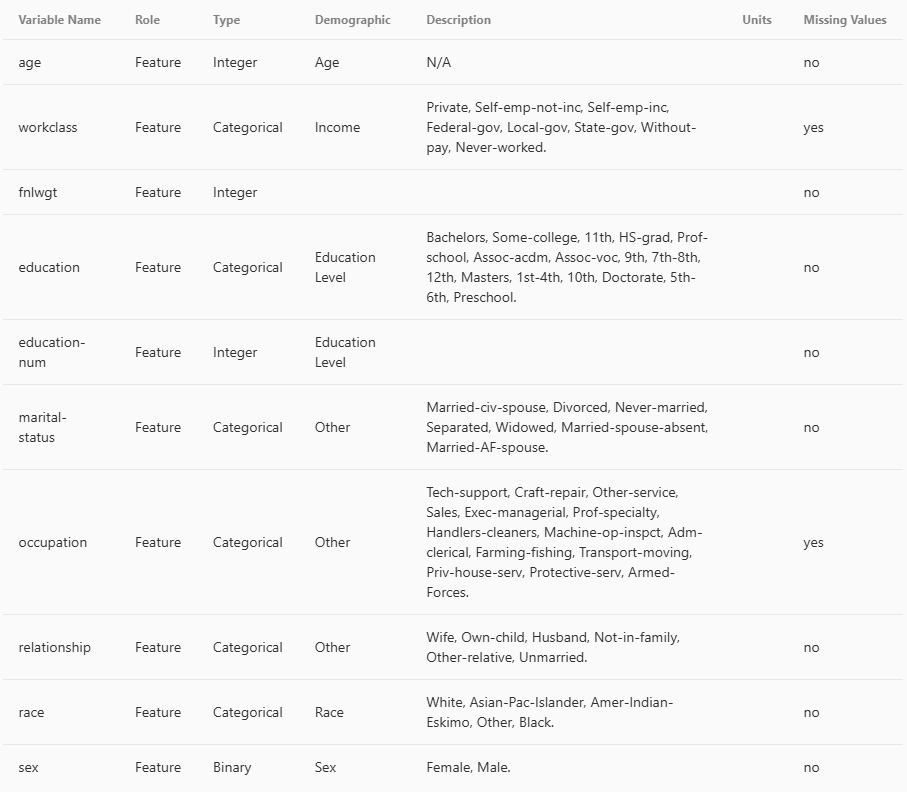 Variable Name Role Type Demographic Description Units Missing Values
age Feature Integer Age N/A no
Private, Self-emp-not-inc, Self-emp-inc,
workclass Feature Categorical Income Federal-gov, Local-gov, State-gov, Without- yes
pay, Never-worked.
fnlwgt Feature Integer no
Bachelors, Some-college, 11th, HS-grad, Prof-
education Feature Categorical Education Level school, Assoc-acdm, Assoc-voc, 9th, 7th-8th, no
12th, Masters, 1st-4th, 10th, Doctorate, 5th-
6th, Preschool.
education- Education
num Feature Integer Level no
marital- Married-civ-spouse, Divorced, Never-married,
status Feature Categorical Other Separated, Widowed, Married-spouse-absent, no
Married-AF-spouse.
Tech-support, Craft-repair, Other-service,
Sales, Exec-managerial, Prof-specialty,
occupation Feature Categorical Other Handlers-cleaners, Machine-op-inspct, Adm- yes
clerical, Farming-fishing, Transport-moving,
Priv-house-serv, Protective-serv, Armed-
Forces.
relationship Feature Categorical Other Wife, Own-child, Husband, Not-in-family, no
Other-relative, Unmarried.
race Feature Categorical Race White, Asian-Pac-Islander, Amer-Indian- no
Eskimo, Other, Black.
sex Feature Binary Sex Female, Male. no